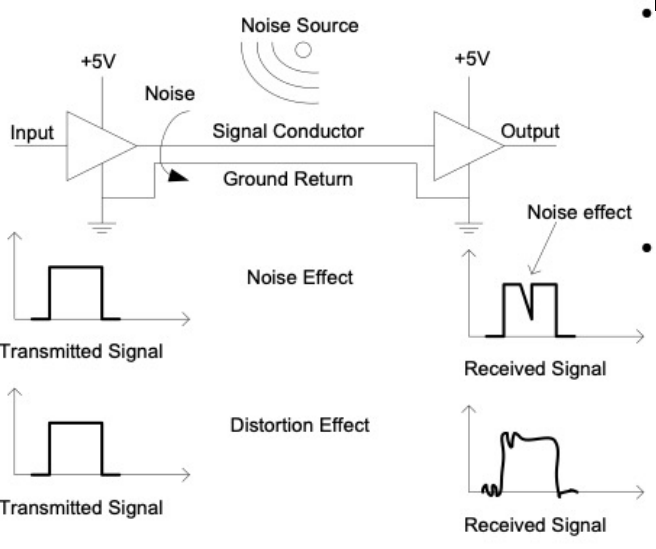 Noise Source
+5V
+5V
Noise
Input
Signal Conductor
Output
Ground Return
Noise effect
Noise Effect
Transmitted Signal
Received Signal
Distortion Effect
Transmitted Signal
Received Signal